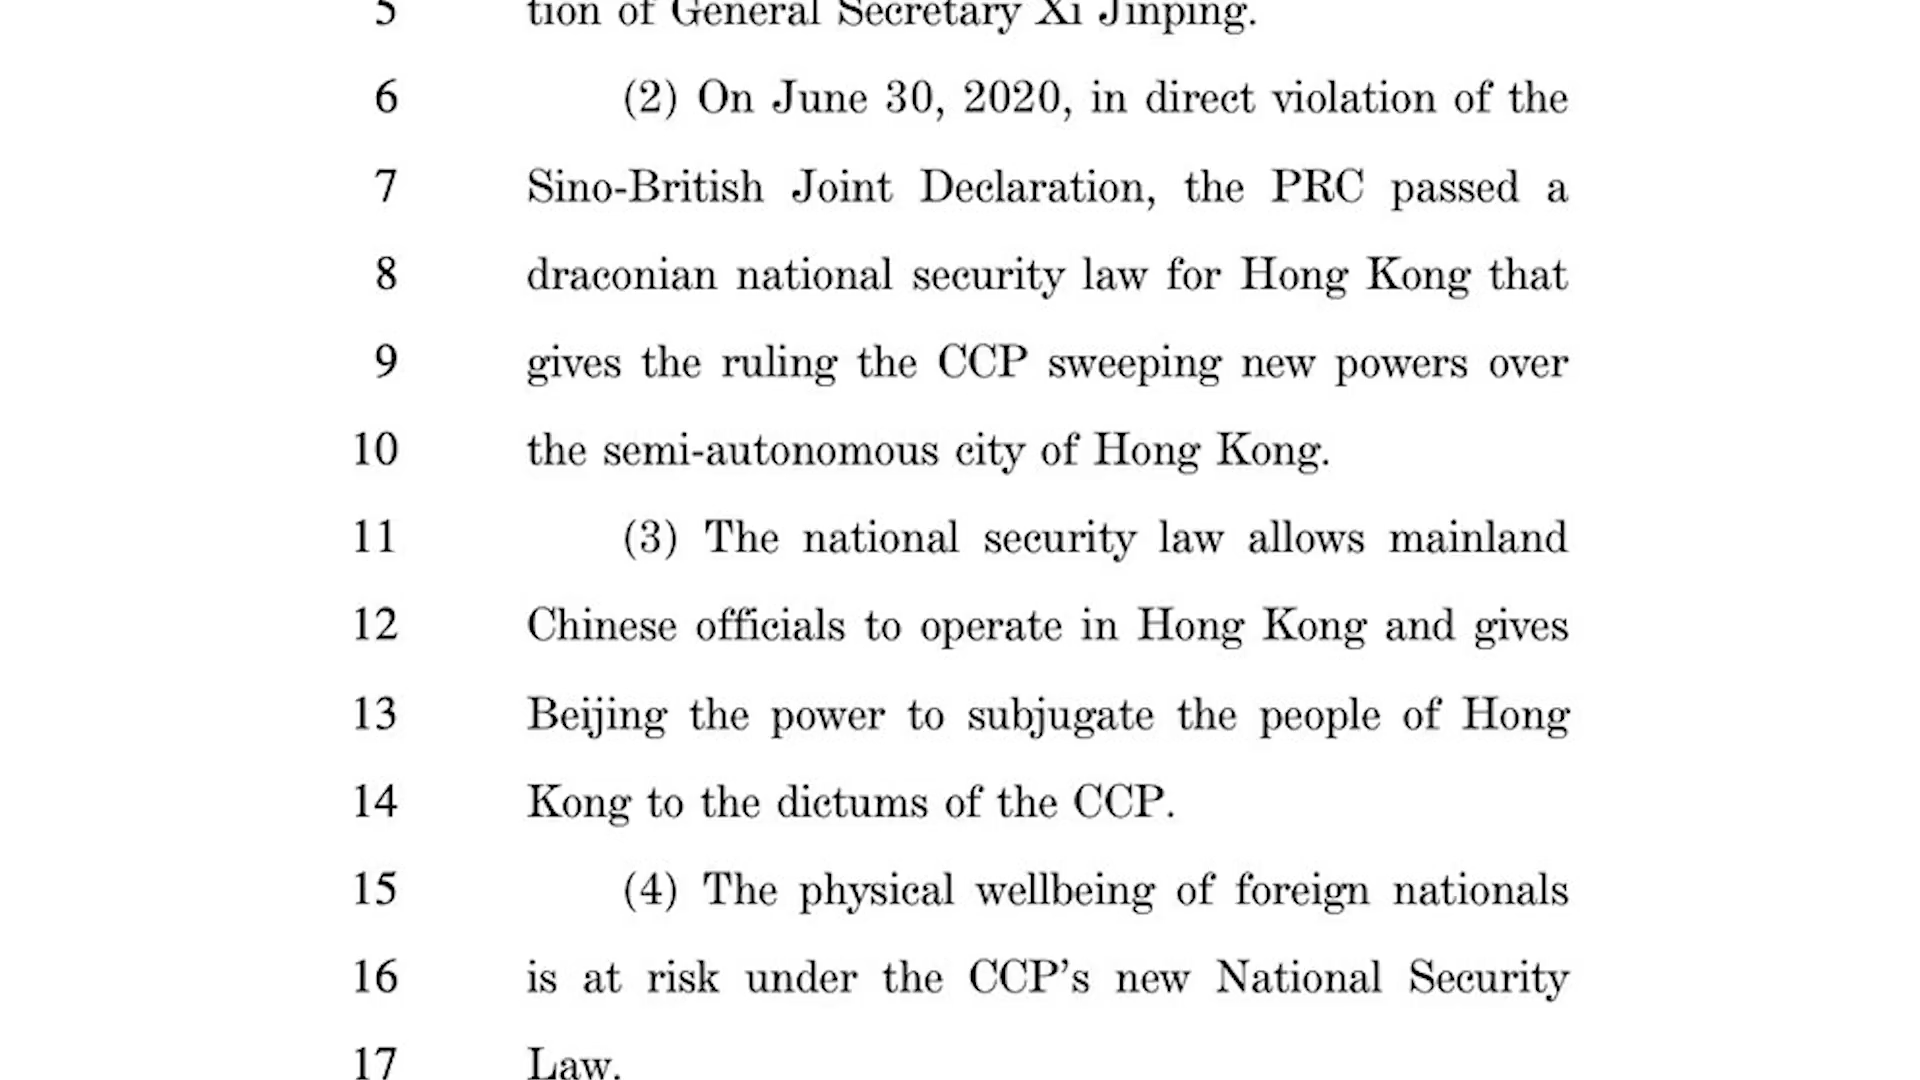 5 tion of General Secretary Xi Jinping.
6 (2) On June 30, 2020, in direct violation of the
7 Sino-British Joint Declaration, the PRC passed a
8 draconian national security law for Hong Kong that
9 gives the ruling the CCP sweeping new powers over
10 the semi-autonomous city of Hong Kong.
11 (3) The national security law allows mainland
12 Chinese officials to operate in Hong Kong and gives
13 Beijing the power to subjugate the people of Hong
14 Kong to the dictums of the CCP.
15 (4) The physical wellbeing of foreign nationals
16 is at risk under the CCP's new National Security
17 Law.